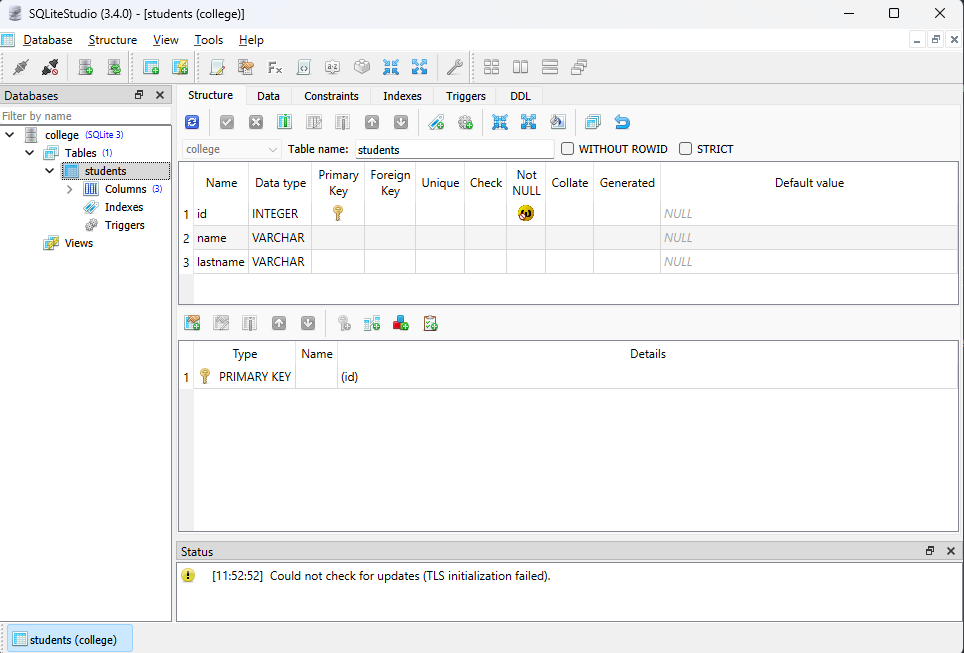 SQLiteStudio (3.4.0) - [students (college)]
Database Structure View Tools Help
Databases
Filter by name
college (SQLite 3)
Tables (1)
students
Columns (3)
Indexes
Triggers
Views
Structure Data Constraints Indexes Triggers DDL
college Table name: students WITHOUT ROWID STRICT
Name Data type Primary Key Foreign Key Unique Check Not NULL Collate Generated Default value
1 id INTEGER NULL
2 name VARCHAR NULL
3 lastname VARCHAR NULL
Type Name Details
1 PRIMARY KEY (id)
Status
[11:52:52] Could not check for updates (TLS initialization failed).
students (college)